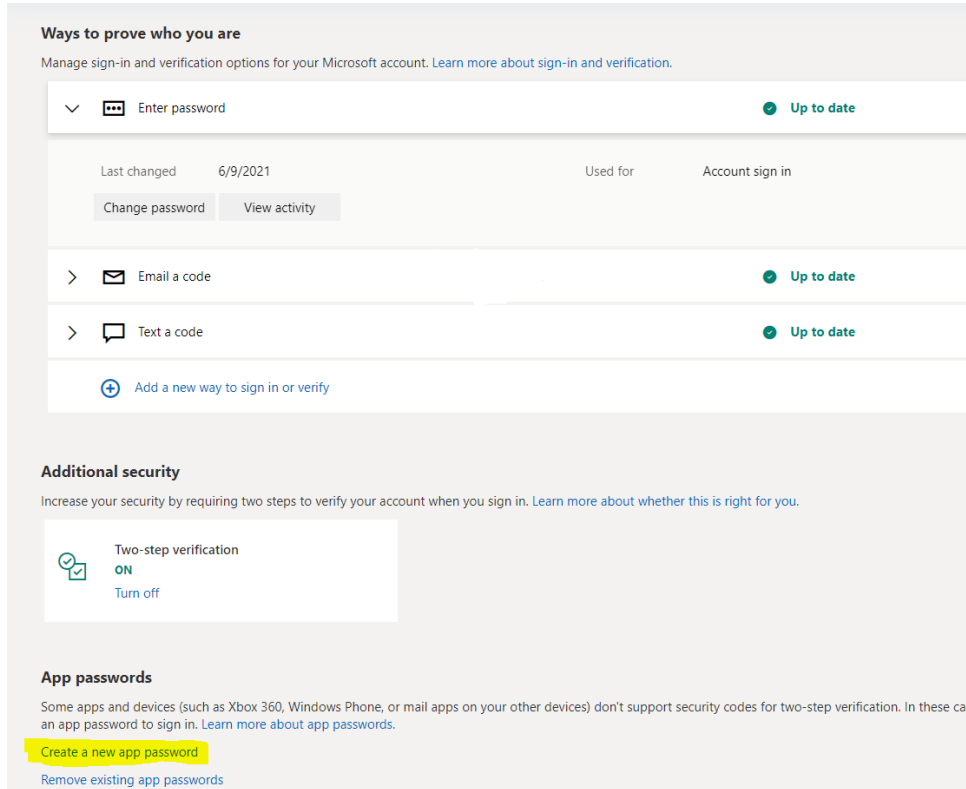 Ways to prove who you are
Manage sign-in and verification options for your Microsoft account. Learn more about sign-in and verification.
Enter password
Up to date
Last changed 6/9/2021 Used for Account sign in
Change password View activity
Email a code Up to date
Text a code Up to date
Add a new way to sign in or verify
Additional security
Increase your security by requiring two steps to verify your account when you sign in. Learn more about whether this is right for you.
Two-step verification
ON
Turn off
App passwords
Some apps and devices (such as Xbox 360, Windows Phone, or mail apps on your other devices) don't support security codes for two-step verification. In these ca
an app password to sign in. Learn more about app passwords.
Create a new app password
Remove existing app passwords